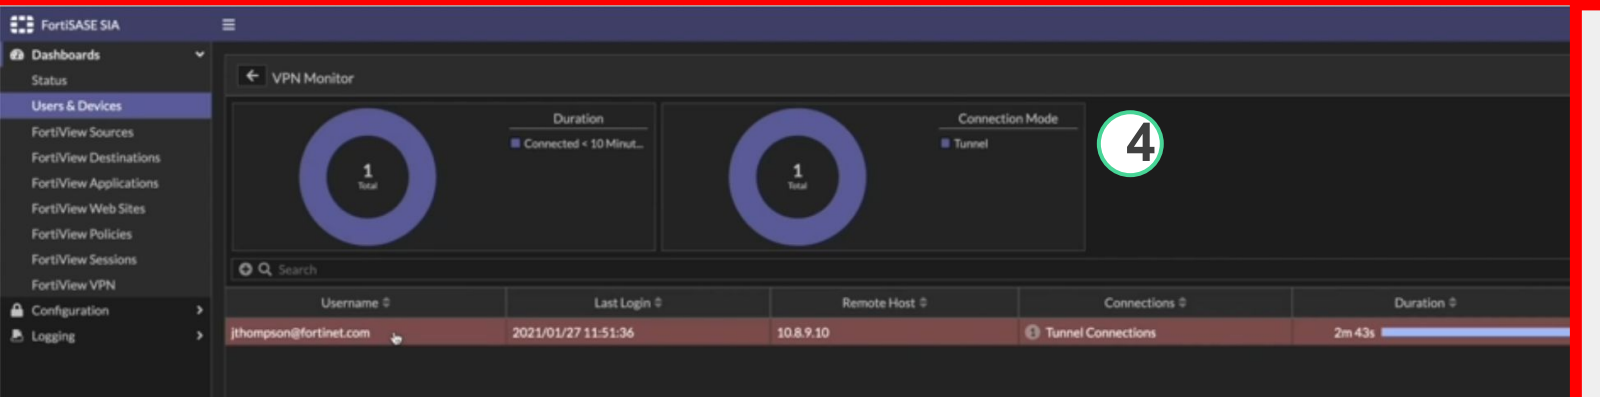 FortiSASE SIA
Dashboards
Status
Users & Devices
FortiView Sources
FortiView Destinations
FortiView Applications
FortiView Web Sites
FortiView Policies
FortiView Sessions
FortiView VPN
Configuration
Logging
VPN Monitor
1
Total
Duration
Connected < 10 Minut...
1
Total
Connection Mode
Tunnel
4
Search
Username Last Login Remote Host Connections Duration
jthompson@fortinet.com 2021/01/27 11:51:36 10.8.9.10 1 Tunnel Connections 2m 43s